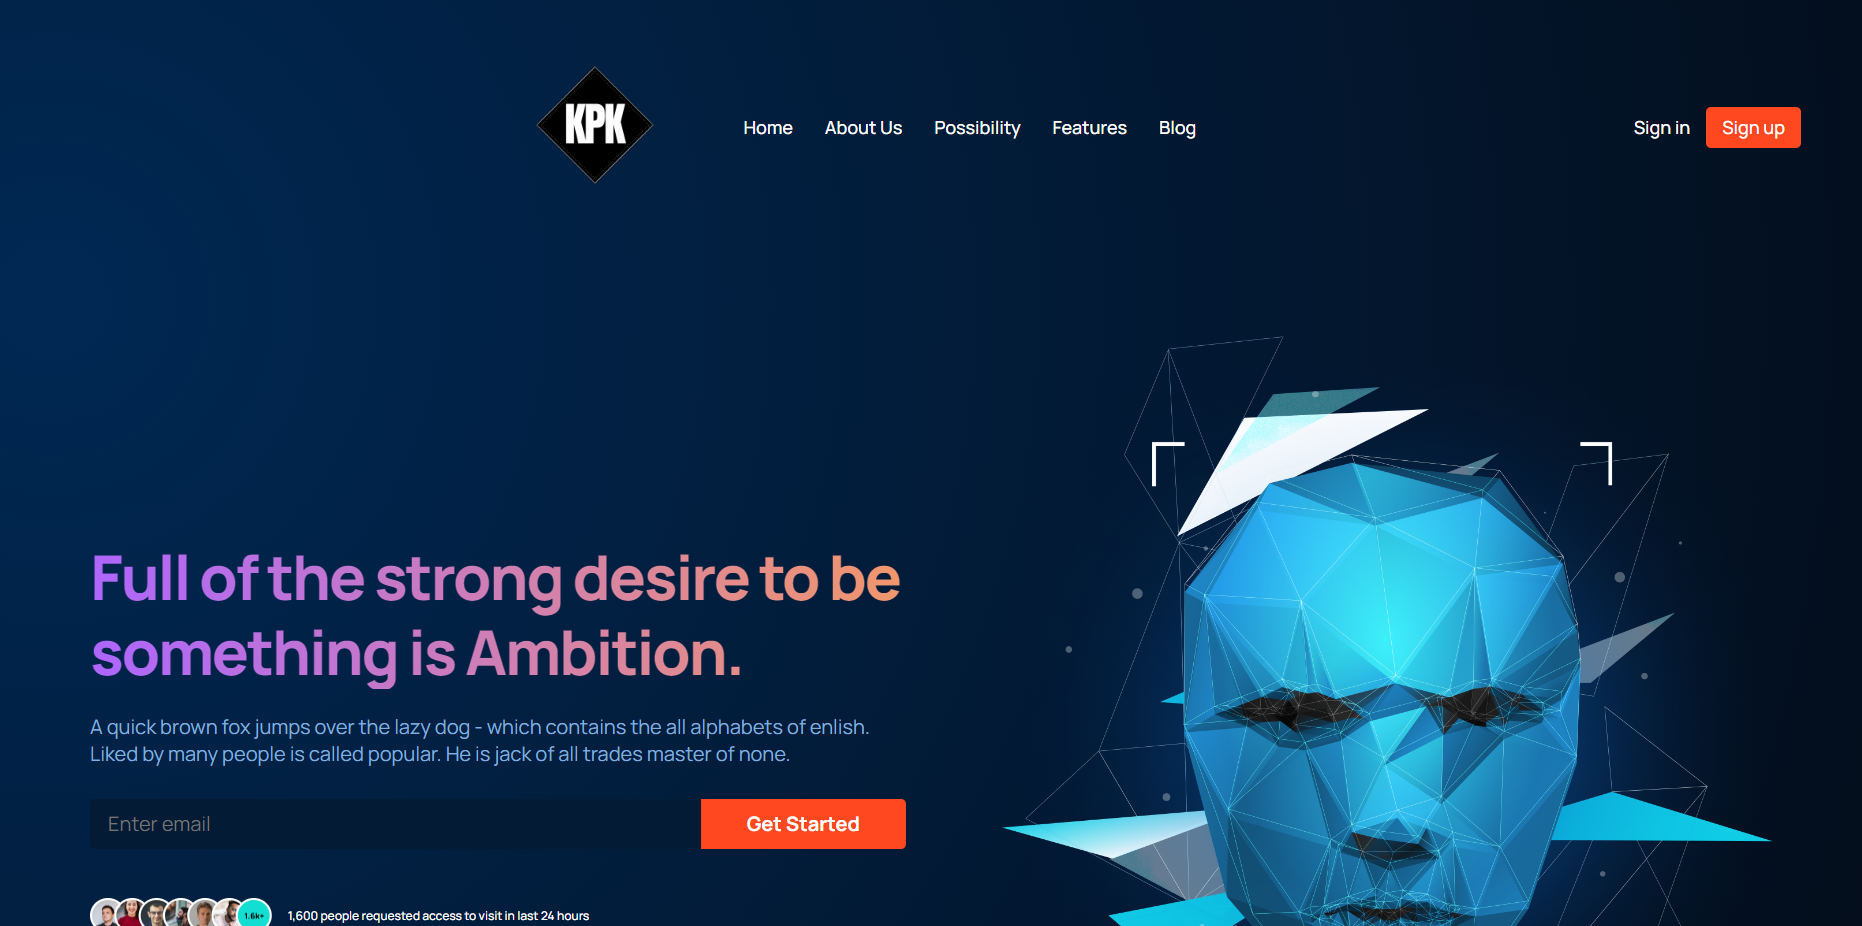 KPK
Home
About Us
Possibility
Features
Blog
Sign in
Sign up
Full of the strong desire to be
something is Ambition.
A quick brown fox jumps over the lazy dog - which contains the all alphabets of enlish.
Liked by many people is called popular. He is jack of all trades master of none.
Enter email
Get Started
1.6k+
1,600 people requested access to visit in last 24 hours